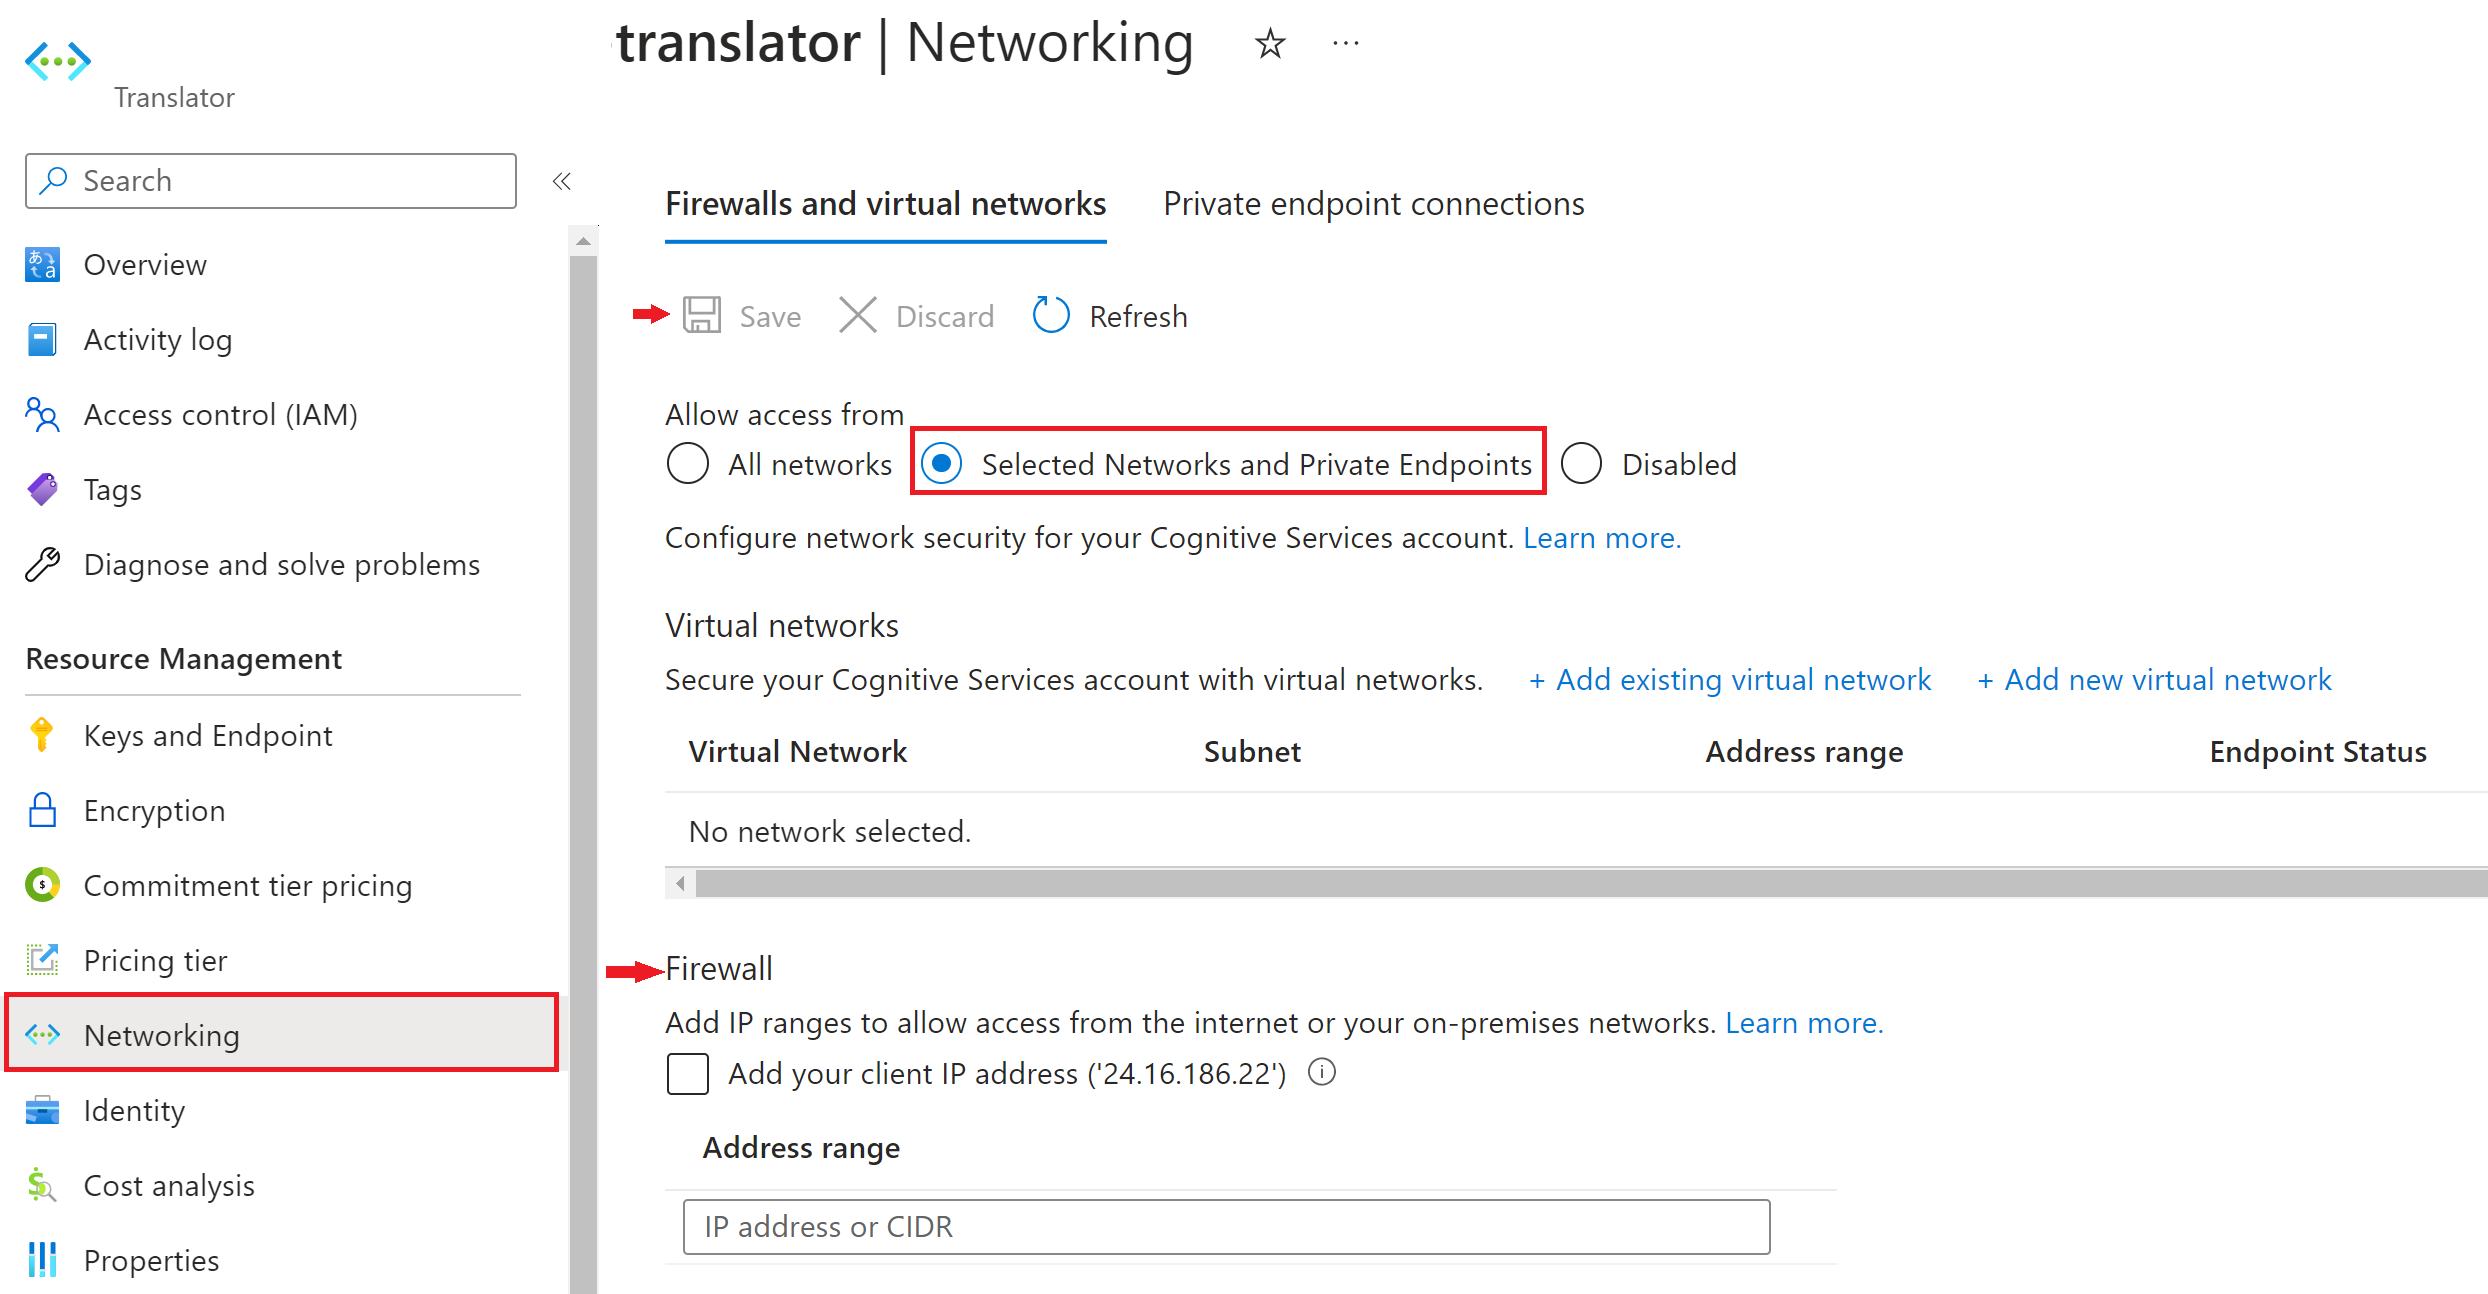 translator | Networking
Translator
Search
Overview
Activity log
Access control (IAM)
Tags
Diagnose and solve problems
Resource Management
Keys and Endpoint
Encryption
Commitment tier pricing
Pricing tier
Networking
Identity
Cost analysis
Properties
Firewalls and virtual networks
Private endpoint connections
Save
Discard
Refresh
Allow access from
All networks
Selected Networks and Private Endpoints
Disabled
Configure network security for your Cognitive Services account. Learn more.
Virtual networks
Secure your Cognitive Services account with virtual networks. + Add existing virtual network + Add new virtual network
Virtual Network Subnet Address range Endpoint Status
No network selected.
Firewall
Add IP ranges to allow access from the internet or your on-premises networks. Learn more.
Add your client IP address ('24.16.186.22')
Address range
IP address or CIDR